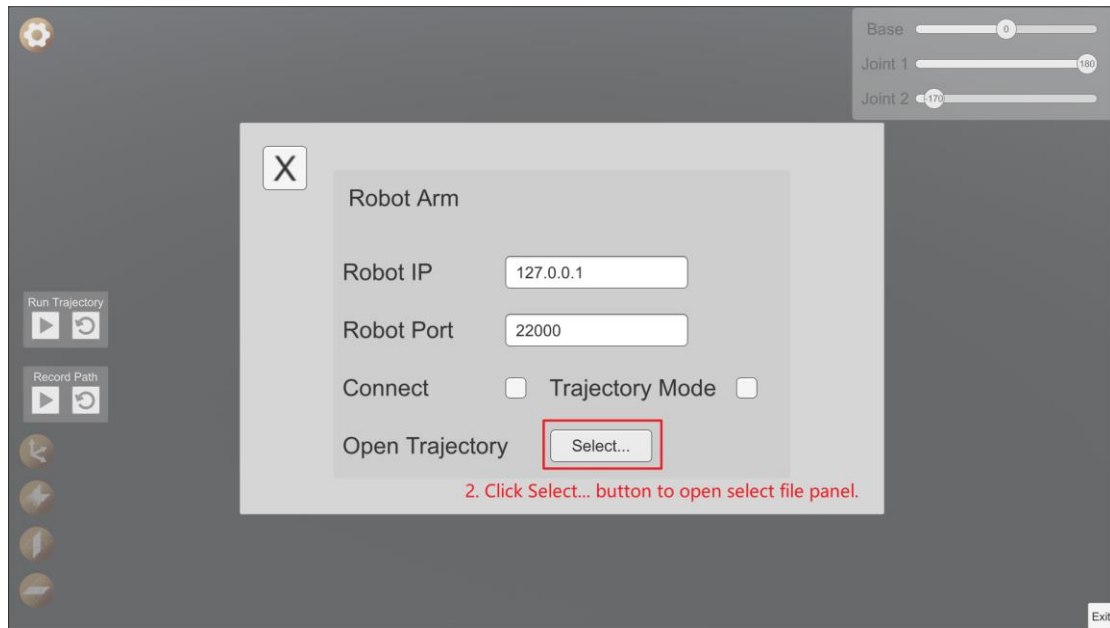 Base 0
Joint 1 180
Joint 2 -170
X
Robot Arm
Robot IP 127.0.0.1
Robot Port 22000
Run Trajectory
Connect Trajectory Mode
Record Path
Open Trajectory Select...
2. Click Select... button to open select file panel.
Exit